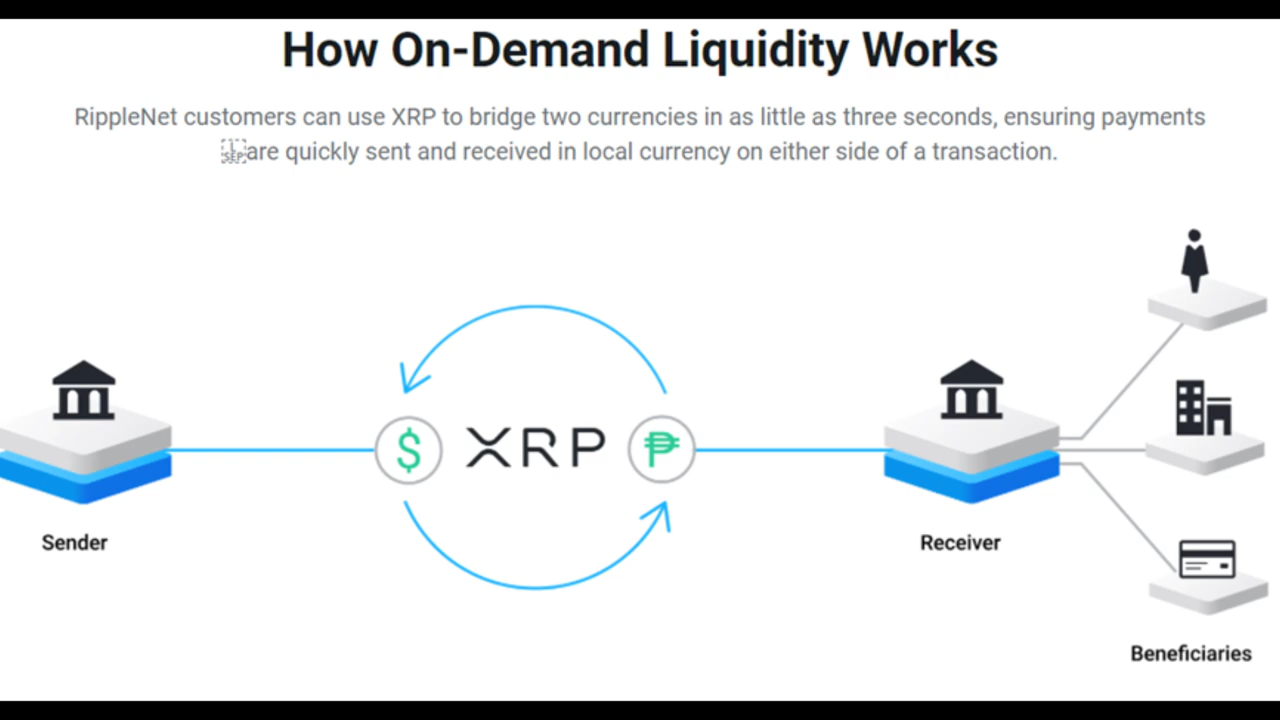 How On-Demand Liquidity Works
RippleNet customers can use XRP to bridge two currencies in as little as three seconds, ensuring payments
are quickly sent and received in local currency on either side of a transaction.
$ XRP ₱
Sender
Receiver
Beneficiaries